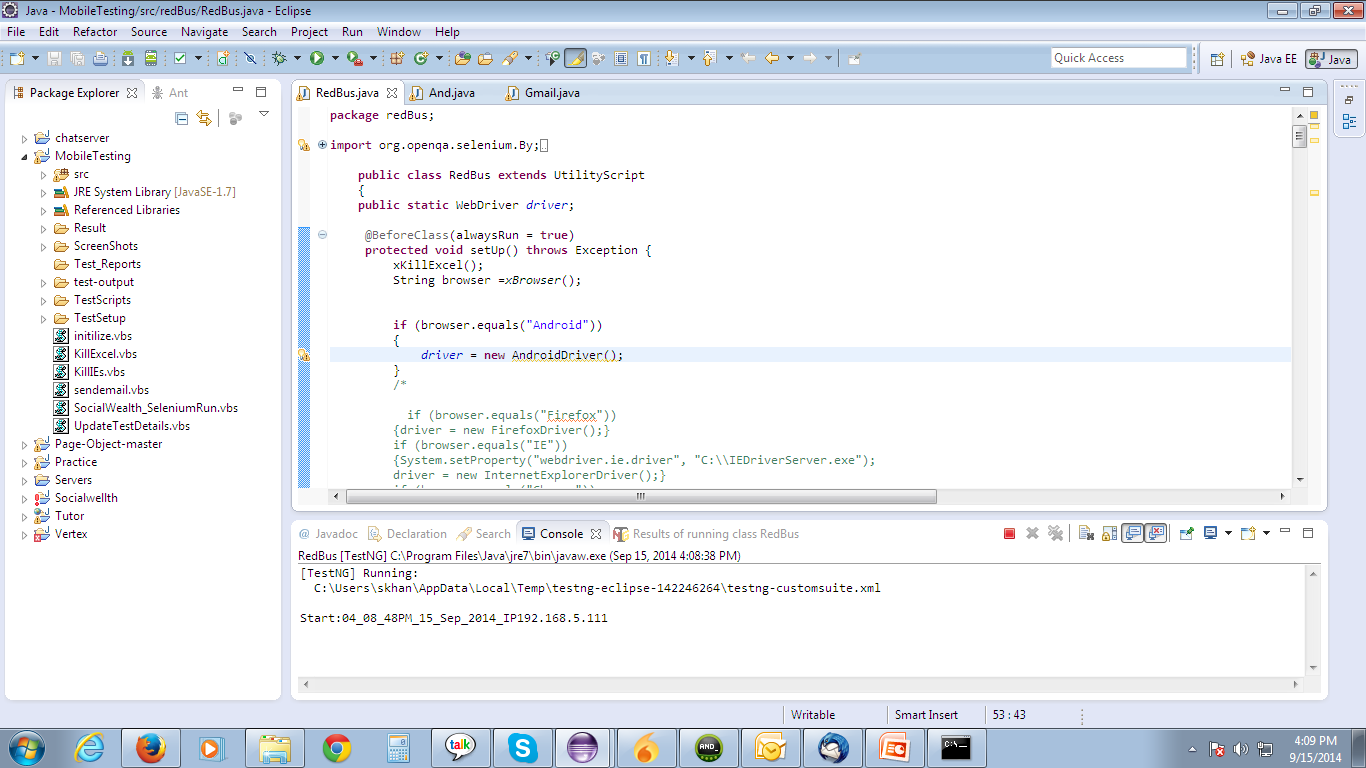 Java - MobileTesting/src/redBus/RedBus.java - Eclipse
File Edit Refactor Source Navigate Search Project Run Window Help
Quick Access
Java EE
Java
Package Explorer
Ant
chatserver
MobileTesting
src
JRE System Library [JavaSE-1.7]
Referenced Libraries
Result
ScreenShots
Test_Reports
test-output
TestScripts
TestSetup
initilize.vbs
KillExcel.vbs
KillIEs.vbs
sendemail.vbs
SocialWealth_SeleniumRun.vbs
UpdateTestDetails.vbs
Page-Object-master
Practice
Servers
Socialwellth
Tutor
Vertex
RedBus.java
And.java
Gmail.java
package redBus;
import org.openqa.selenium.By;
public class RedBus extends UtilityScript
{
public static WebDriver driver;
@BeforeClass(alwaysRun = true)
protected void setUp() throws Exception {
xKillExcel();
String browser =xBrowser();
if (browser.equals("Android"))
{
driver = new AndroidDriver();
}
/*
if (browser.equals("Firefox"))
{driver = new FirefoxDriver();}
if (browser.equals("IE"))
{System.setProperty("webdriver.ie.driver", "C:\\IEDriverServer.exe");
driver = new InternetExplorerDriver();}
Javadoc
Declaration
Search
Console
Results of running class RedBus
RedBus [TestNG] C:\Program Files\Java\jre7\bin\javaw.exe (Sep 15, 2014 4:08:38 PM)
[TestNG] Running:
C:\Users\skhan\AppData\Local\Temp\testng-eclipse-142246264\testng-customsuite.xml
Start:04_08_48PM_15_Sep_2014_IP192.168.5.111
Writable
Smart Insert
53 : 43
talk
AND_
C:\.
4:09 PM
9/15/2014